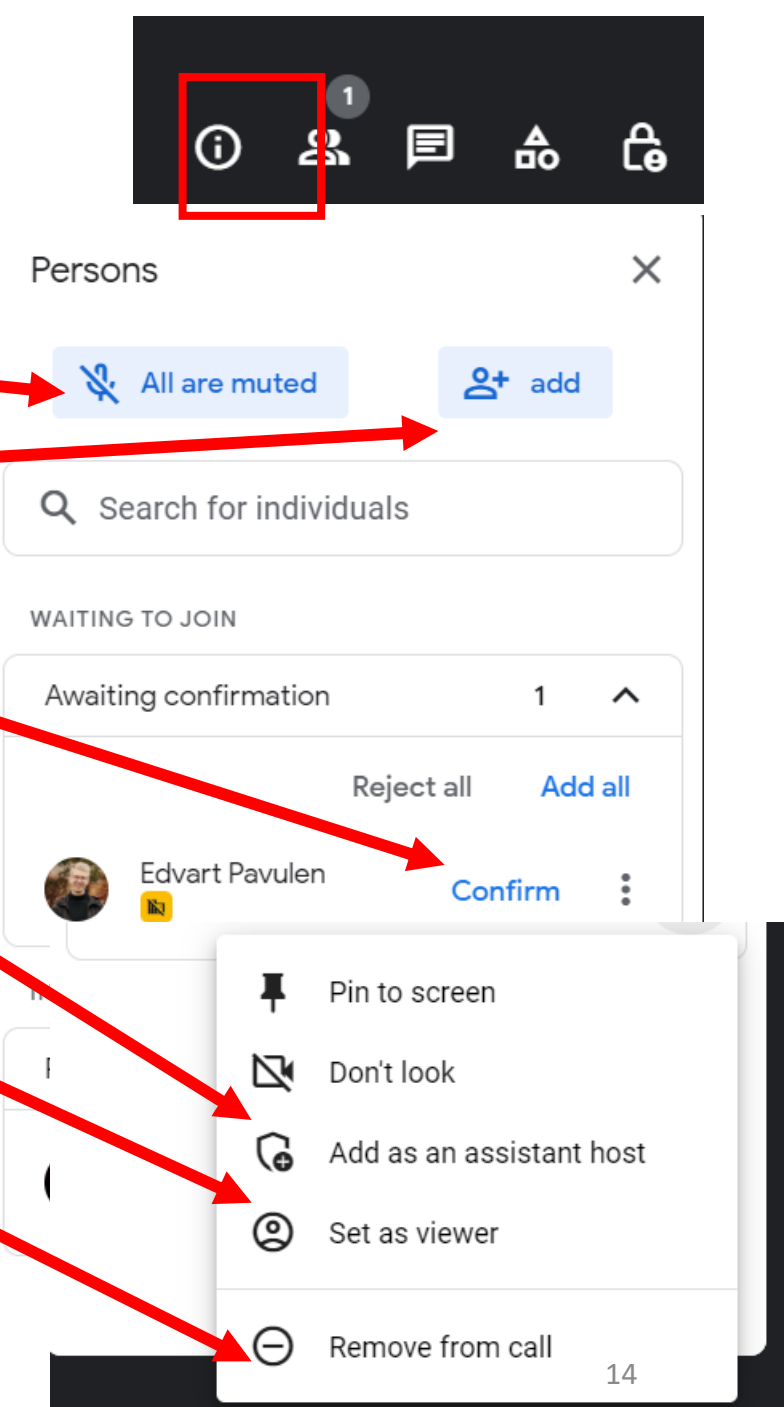 1
Persons
All are muted
add
Search for individuals
WAITING TO JOIN
Awaiting confirmation 1
Reject all Add all
Edvart Pavulen
Confirm
Pin to screen
Don't look
Add as an assistant host
Set as viewer
Remove from call
14